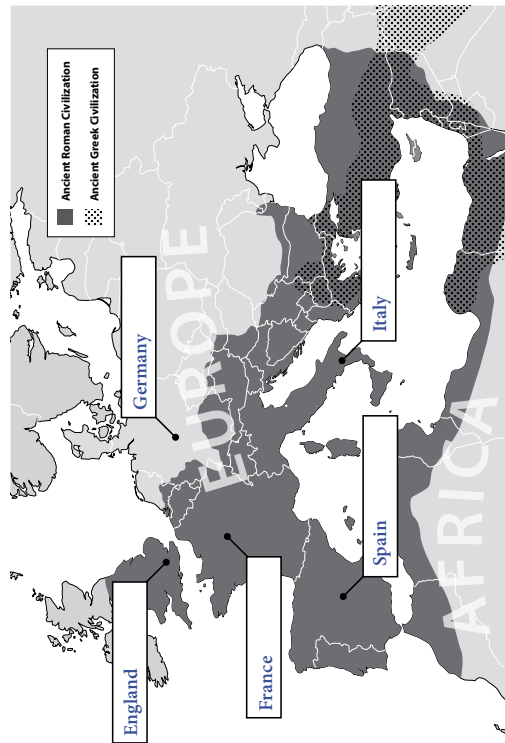 Ancient Roman Civilization
Ancient Greek Civilization
EUROPE
AFRICA
England
Germany
France
Spain
Italy